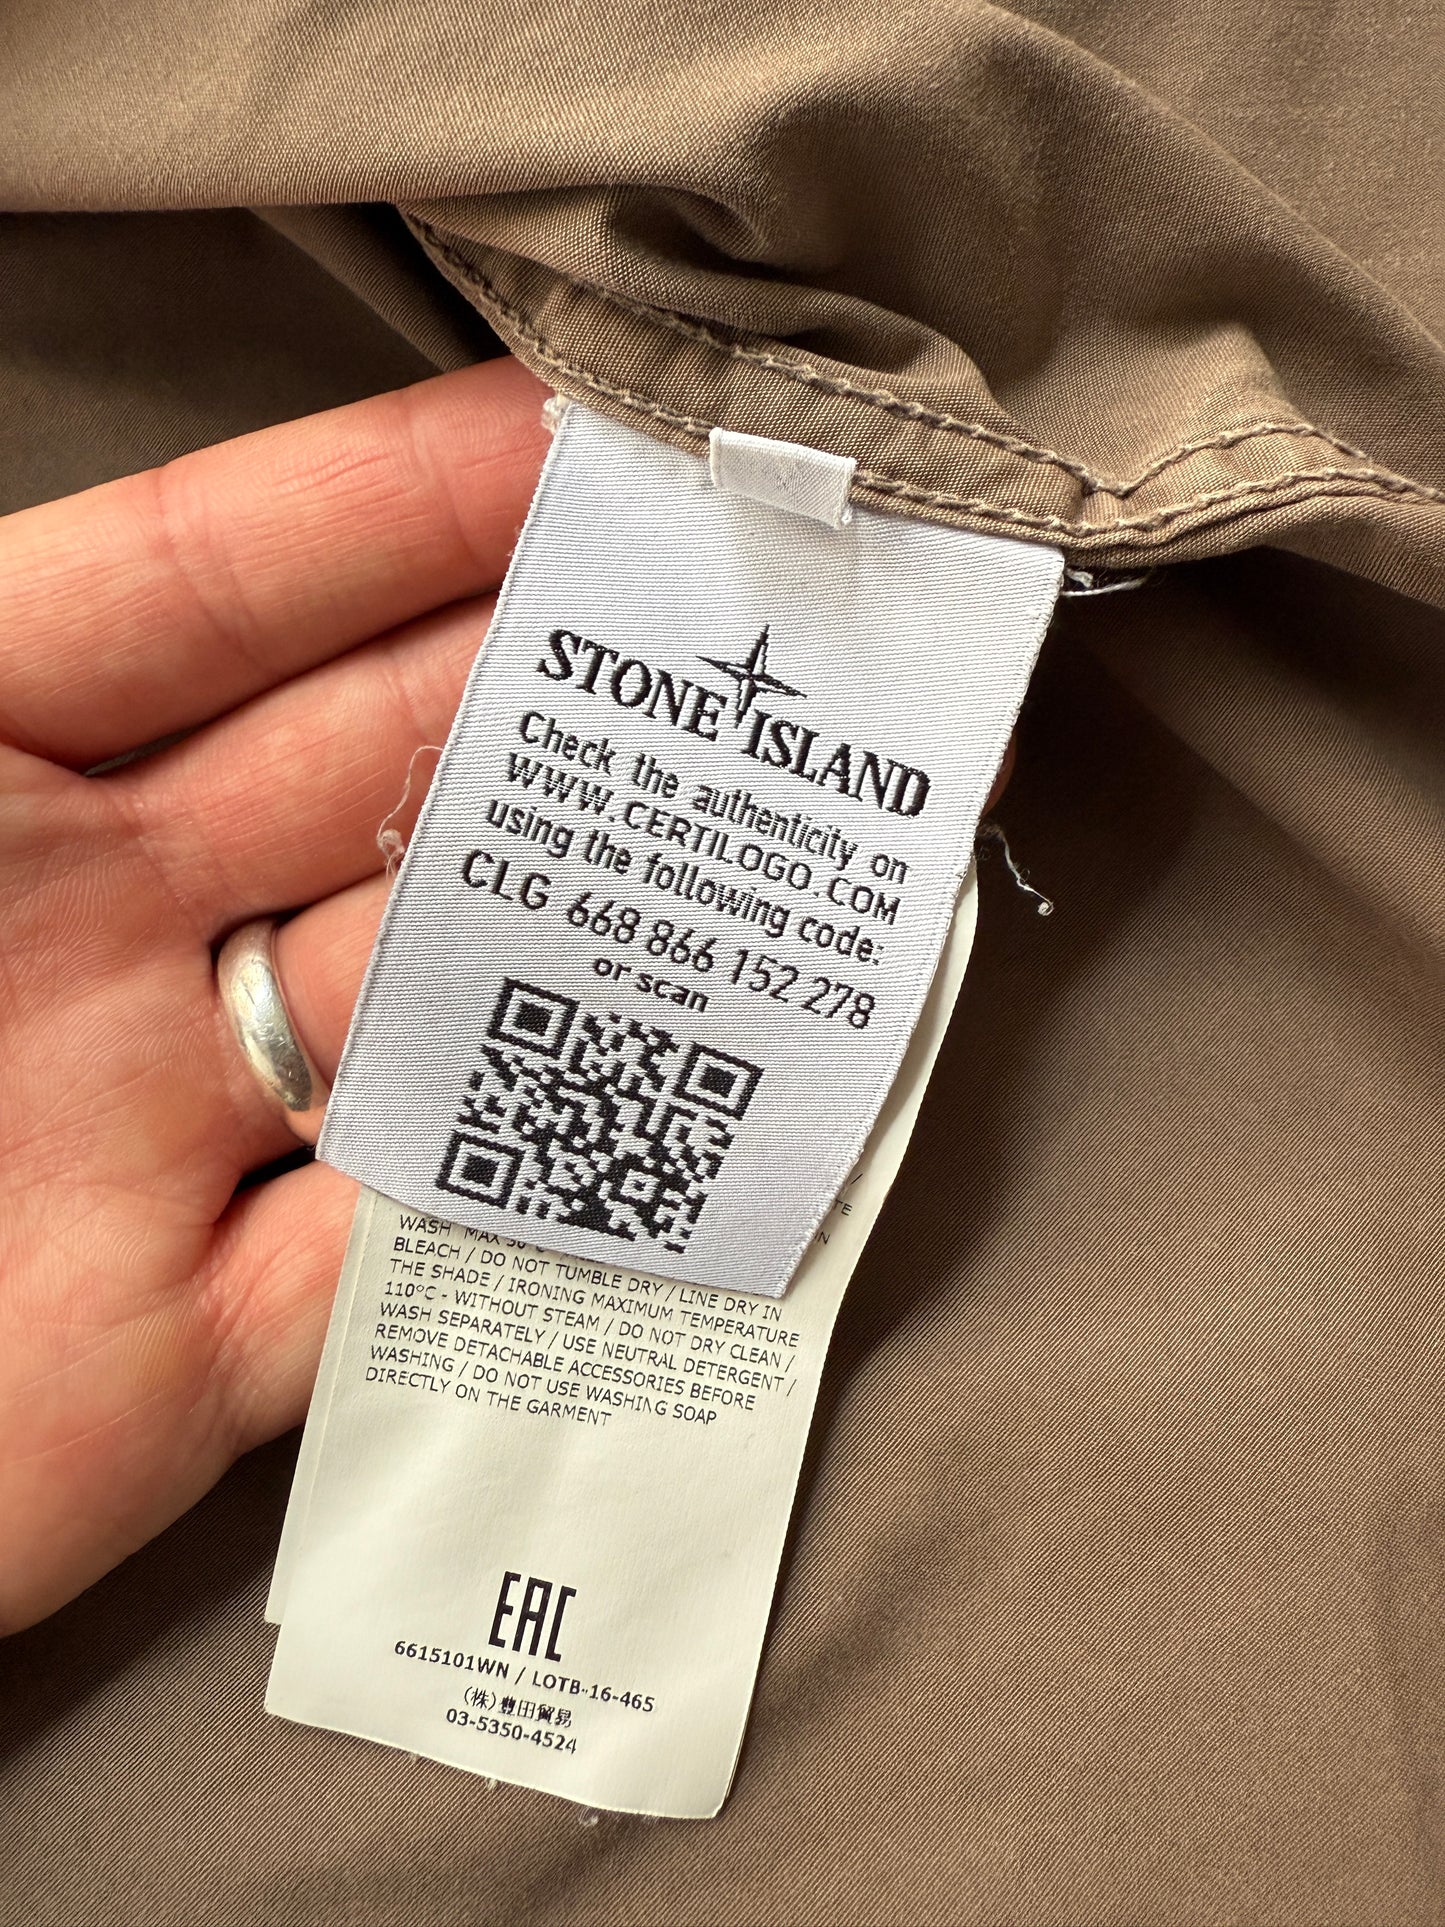 STONE ISLAND
Check the authenticity on
WWW.CERTILOGO.COM
using the following code:
CLG 668 866 152 278
or scan
WASH MAX 30°C
BLEACH / DO NOT TUMBLE DRY / LINE DRY IN
THE SHADE / IRONING MAXIMUM TEMPERATURE
110°C - WITHOUT STEAM / DO NOT DRY CLEAN /
WASH SEPARATELY / USE NEUTRAL DETERGENT /
REMOVE DETACHABLE ACCESSORIES BEFORE
WASHING / DO NOT USE WASHING SOAP
DIRECTLY ON THE GARMENT
EAC
6615101WN / LOTB-16-465
(株)豊田貿易
03-5350-4524